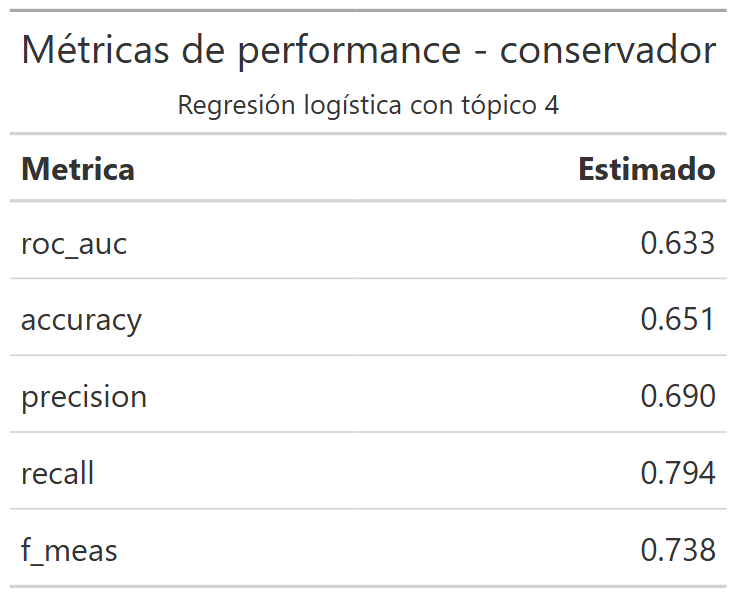 Métricas de performance - conservador
Regresión logística con tópico 4
Metrica Estimado
roc_auc 0.633
accuracy 0.651
precision 0.690
recall 0.794
f_meas 0.738